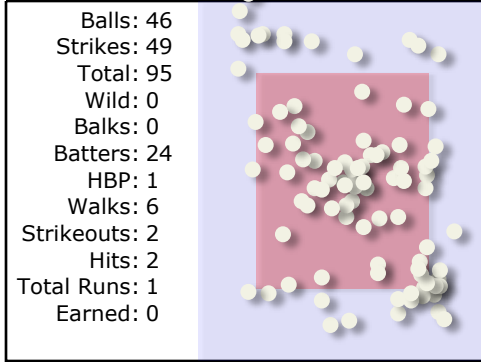 Balls: 46
Strikes: 49
Total: 95
Wild: 0
Balks: 0
Batters: 24
HBP: 1
Walks: 6
Strikeouts: 2
Hits: 2
Total Runs: 1
Earned: 0